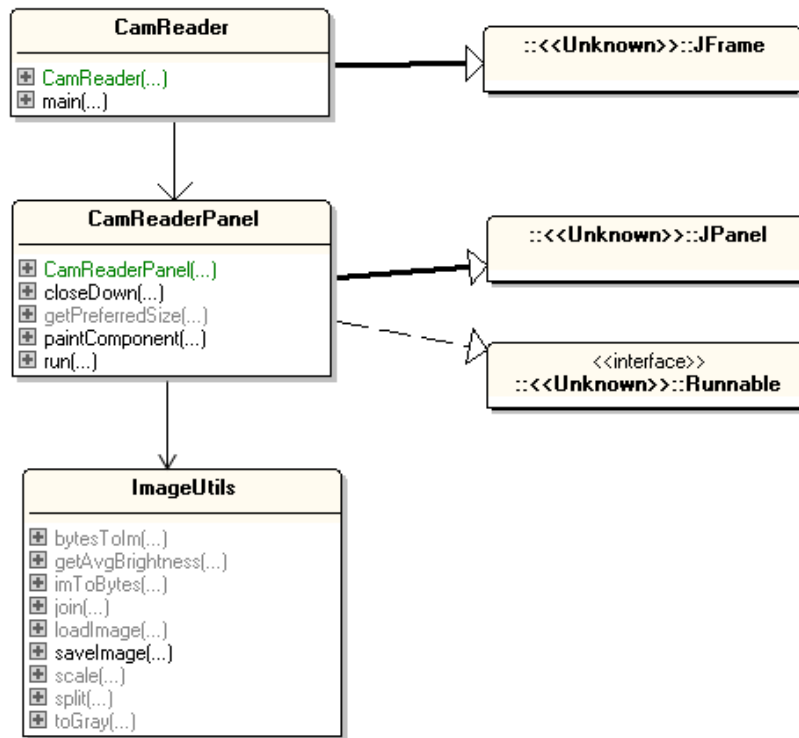 CamReader
CamReader(...)
main(...)
::<<Unknown>>::JFrame
CamReaderPanel
CamReaderPanel(...)
closeDown(...)
getPreferredSize(...)
paintComponent(...)
run(...)
::<<Unknown>>::JPanel
<<interface>>
::<<Unknown>>::Runnable
ImageUtils
bytesToIm(...)
getAvgBrightness(...)
imToBytes(...)
join(...)
loadImage(...)
saveImage(...)
scale(...)
split(...)
toGray(...)